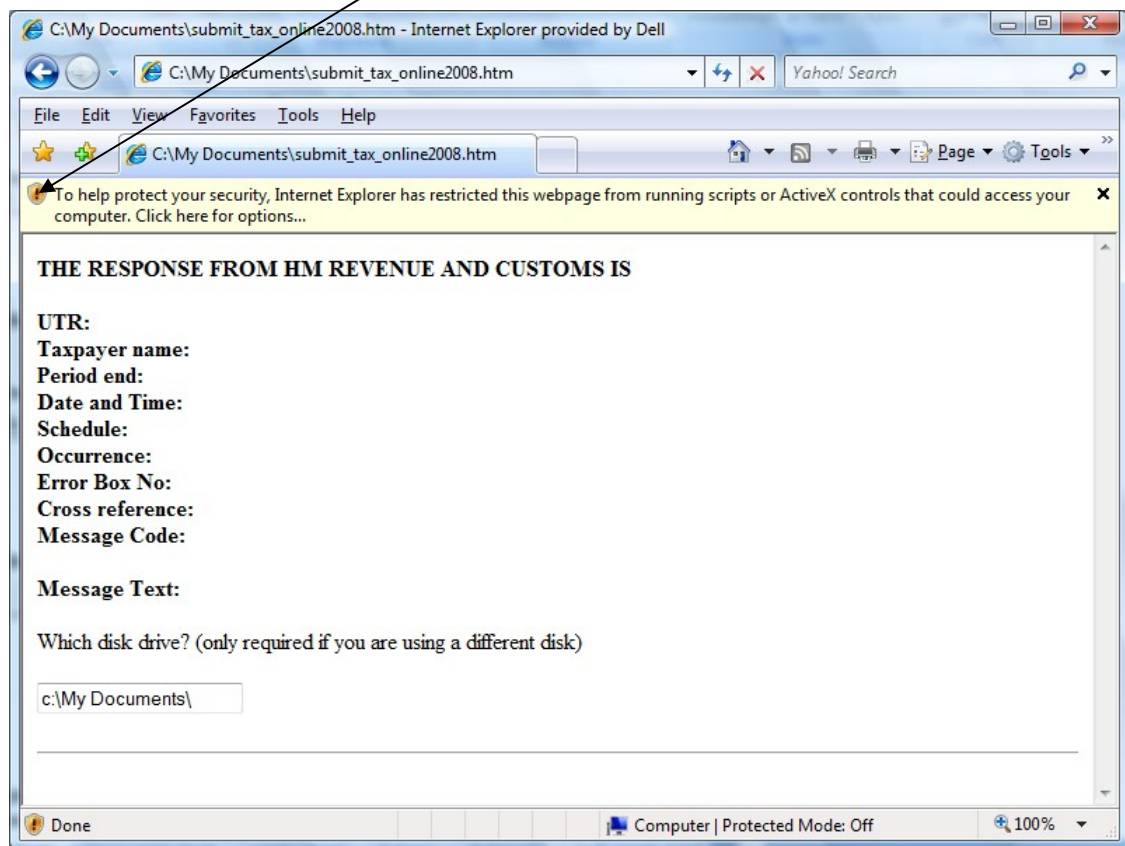 C:\My Documents\submit_tax_online2008.htm - Internet Explorer provided by Dell
C:\My Documents\submit_tax_online2008.htm
Yahoo! Search
File Edit View Favorites Tools Help
C:\My Documents\submit_tax_online2008.htm
Page Tools
To help protect your security, Internet Explorer has restricted this webpage from running scripts or ActiveX controls that could access your
computer. Click here for options...
THE RESPONSE FROM HM REVENUE AND CUSTOMS IS
UTR:
Taxpayer name:
Period end:
Date and Time:
Schedule:
Occurrence:
Error Box No:
Cross reference:
Message Code:
Message Text:
Which disk drive? (only required if you are using a different disk)
c:\My Documents\
Done
Computer | Protected Mode: Off
100%